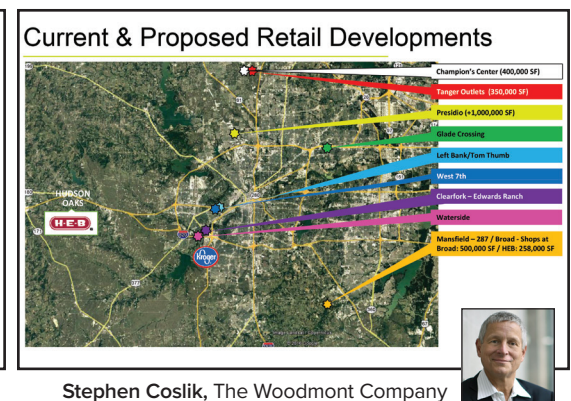 Current & Proposed Retail Developments
Champion's Center (400,000 SF)
Tanger Outlets (350,000 SF)
Presidio (+1,000,000 SF)
Glade Crossing
Left Bank/Tom Thumb
West 7th
Clearfork – Edwards Ranch
Waterside
Mansfield – 287 / Broad - Shops at
Broad: 500,000 SF / HEB: 258,000 SF
HUDSON
OAKS
H-E-B
Kroger
Stephen Coslik, The Woodmont Company